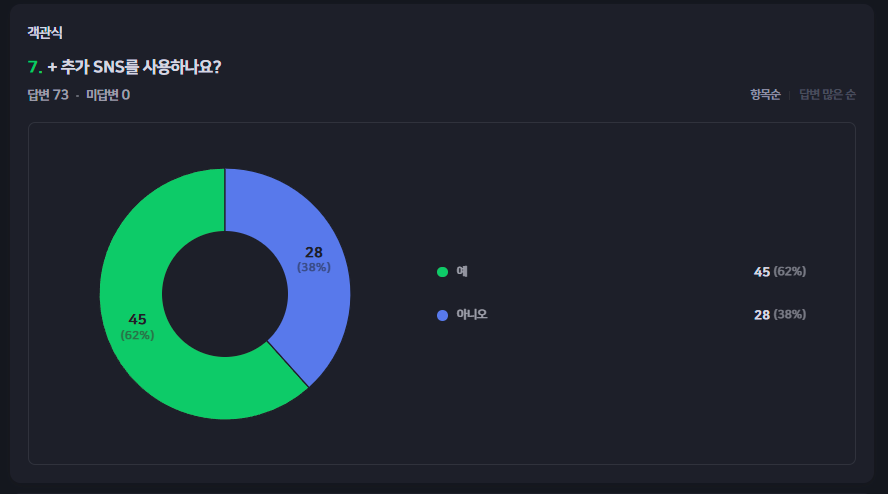 객관식
7. + 추가 SNS를 사용하나요?
답변 73 · 미답변 0
항목순 | 답변 많은 순
28
(38%)
45
(62%)
예 45 (62%)
아니오 28 (38%)